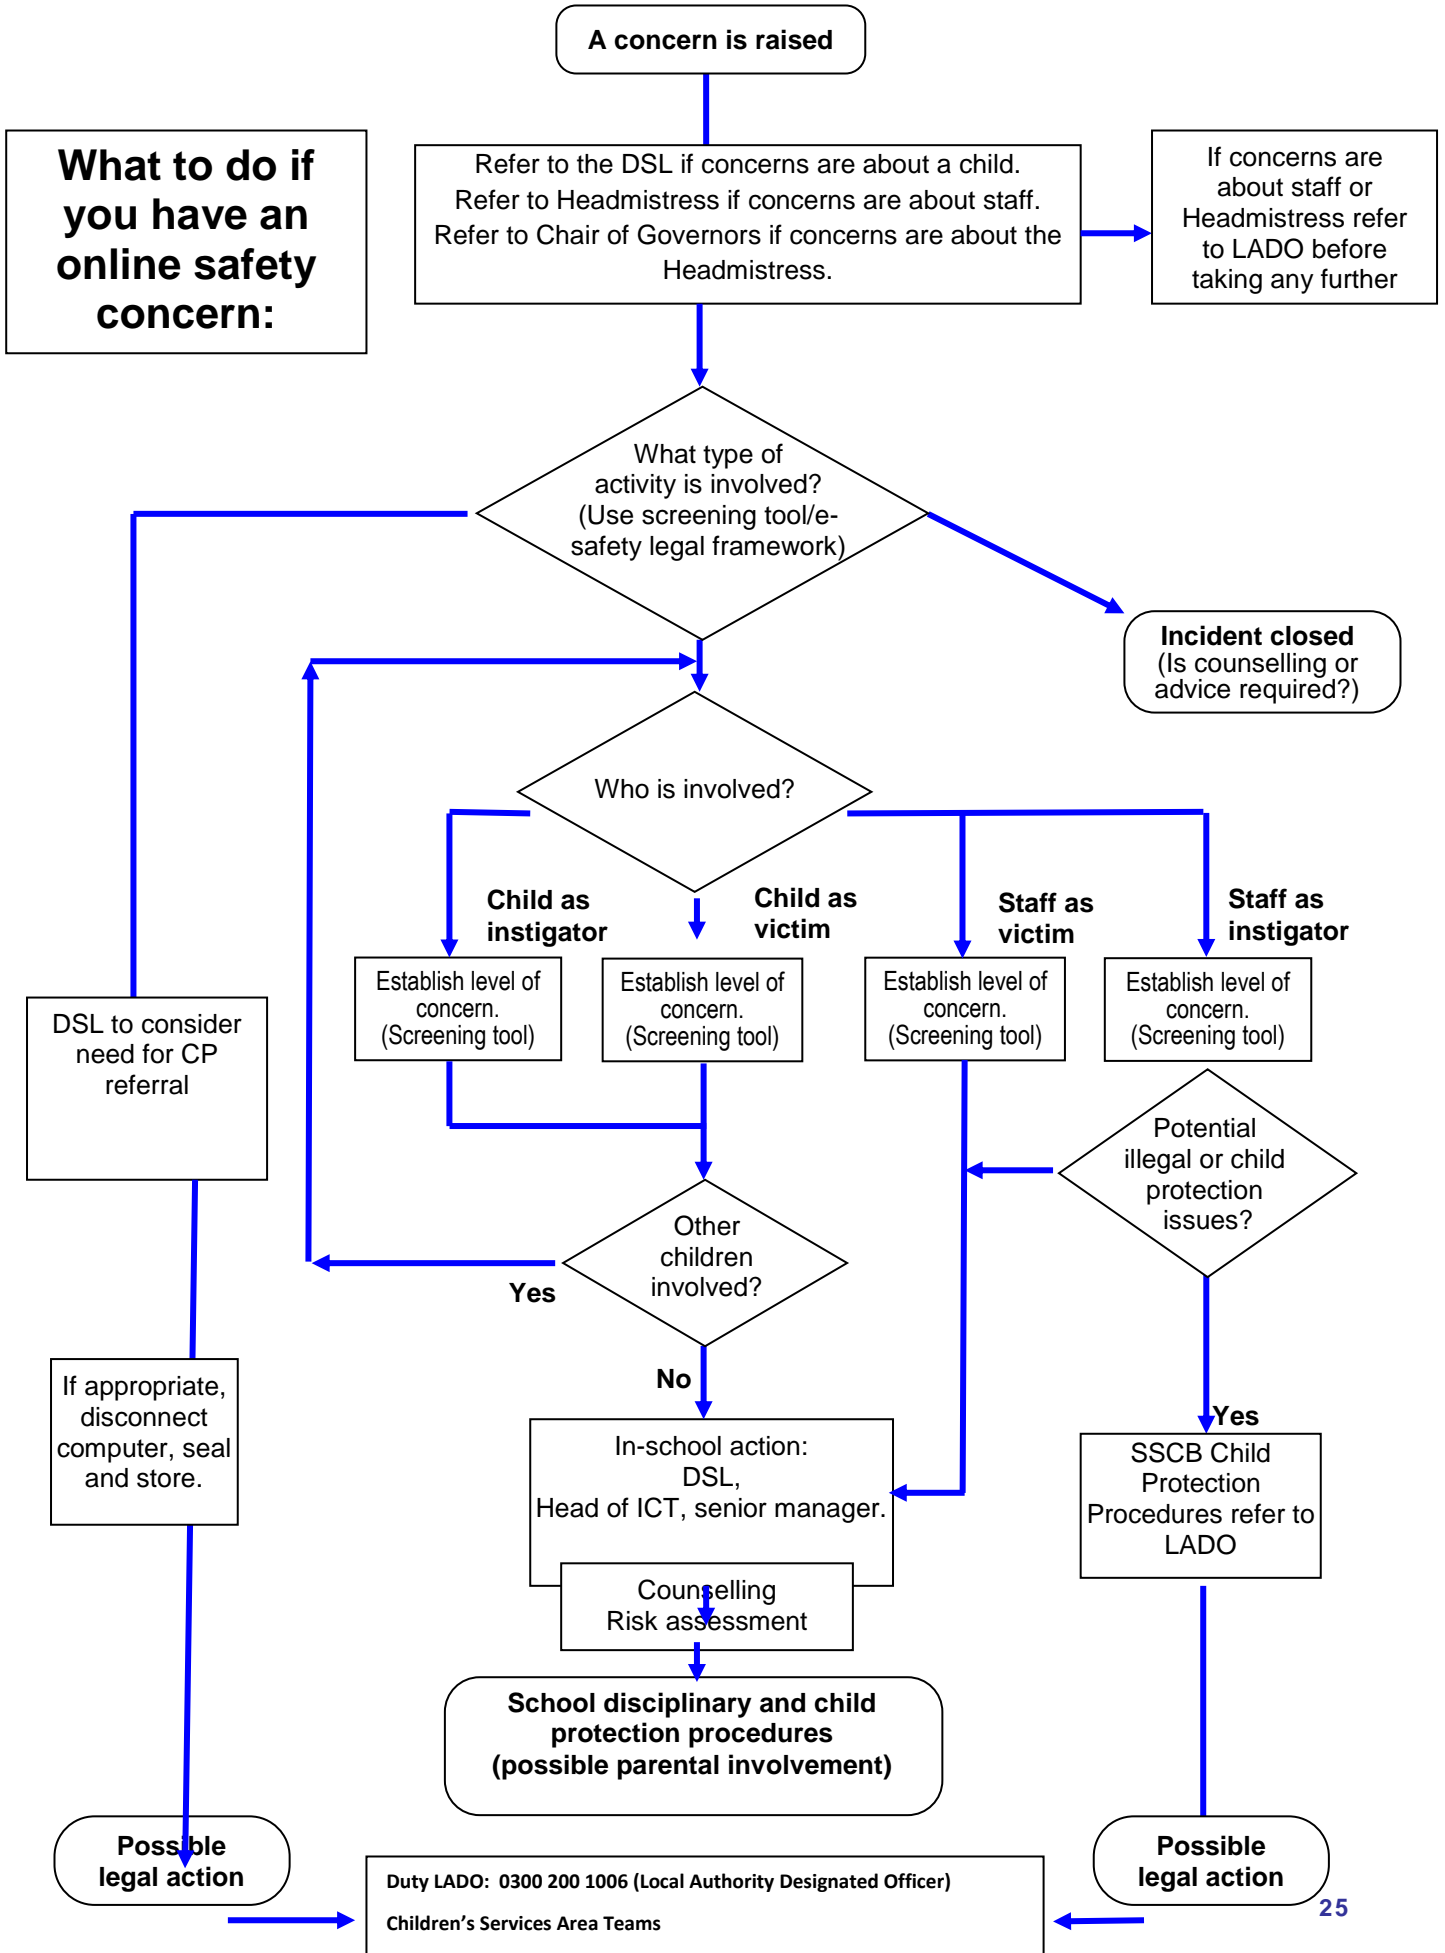 A concern is raised
What to do if
you have an
online safety
concern:
Refer to the DSL if concerns are about a child.
Refer to Headmistress if concerns are about staff.
Refer to Chair of Governors if concerns are about the
Headmistress.
If concerns are
about staff or
Headmistress refer
to LADO before
taking any further
What type of
activity is involved?
(Use screening tool/e-
safety legal framework)
Incident closed
(Is counselling or
advice required?)
Who is involved?
Child as
instigator
Child as
victim
Staff as
victim
Staff as
instigator
Establish level of
concern.
(Screening tool)
Establish level of
concern.
(Screening tool)
Establish level of
concern.
(Screening tool)
Establish level of
concern.
(Screening tool)
DSL to consider
need for CP
referral
Potential
illegal or child
protection
issues?
Other
children
involved?
Yes
No
If appropriate,
disconnect
computer, seal
and store.
In-school action:
DSL,
Head of ICT, senior manager.
Yes
SSCB Child
Protection
Procedures refer to
LADO
Counselling
Risk assessment
School disciplinary and child
protection procedures
(possible parental involvement)
Possible
legal action
Possible
legal action
Duty LADO: 0300 200 1006 (Local Authority Designated Officer)
Children’s Services Area Teams
25